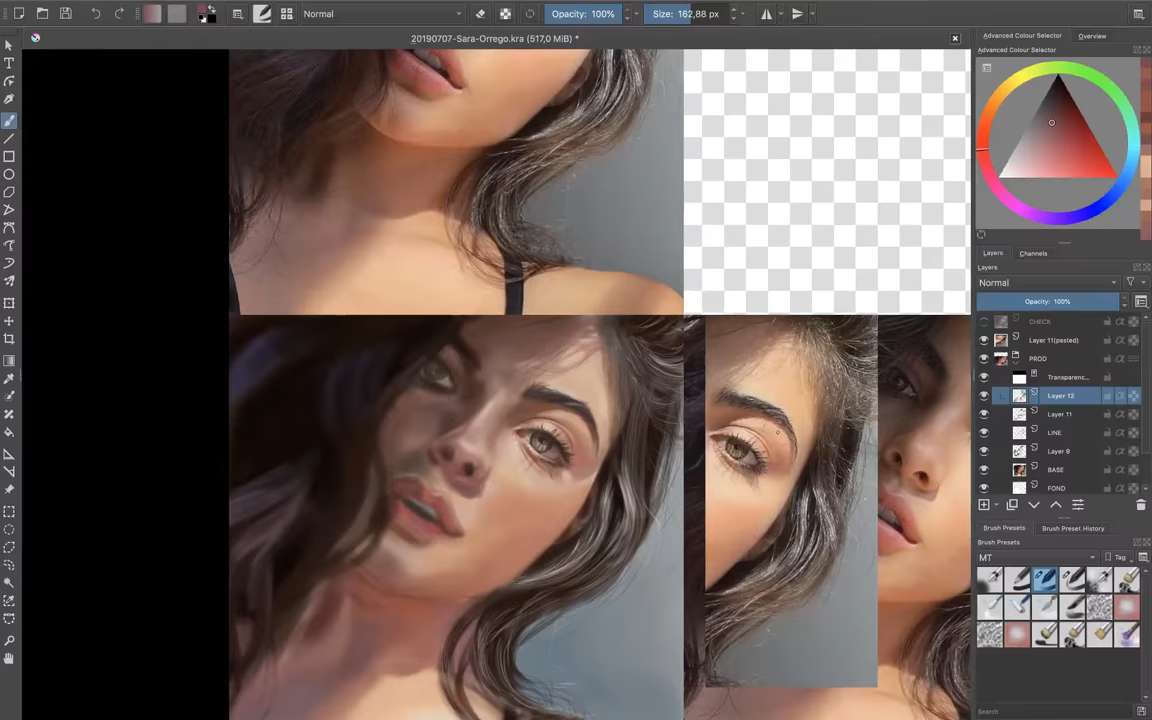 Normal
Opacity: 100%
Size: 162,88 px
20190707-Sara-Orrego.kra (517,0 MiB) *
Advanced Colour Selector
Overview
Advanced Colour Selector
Layers
Channels
Layers
Normal
Opacity: 100%
CHECK
Layer 11(pasted)
PROD
Transparenc...
Layer 12
Layer 11
LINE
Layer 9
BASE
FOND
Brush Presets
Brush Preset History
Brush Presets
MT
Tag
Search